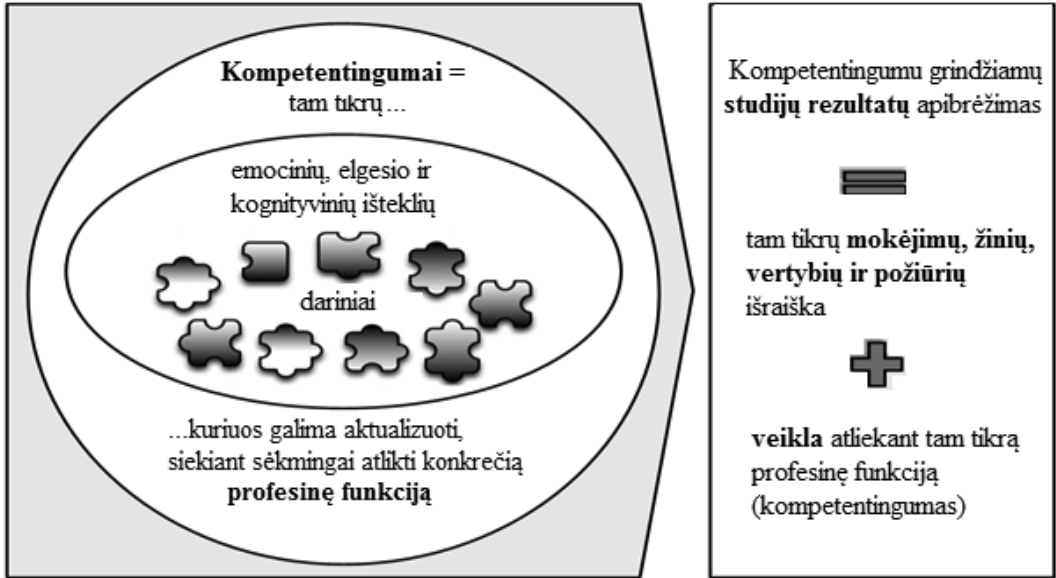 Kompetentingumai =
tam tikrų ...
emocinių, elgesio ir
kognityvinių išteklių
dariniai
...kuriuos galima aktualizuoti,
siekiant sėkmingai atlikti konkrečią
profesinę funkciją
Kompetentingumu grindžiamų
studijų rezultatų apibrėžimas
tam tikrų mokėjimų, žinių,
vertybių ir požiūrių
išraiška
veikla atliekant tam tikrą
profesinę funkciją
(kompetentingumas)